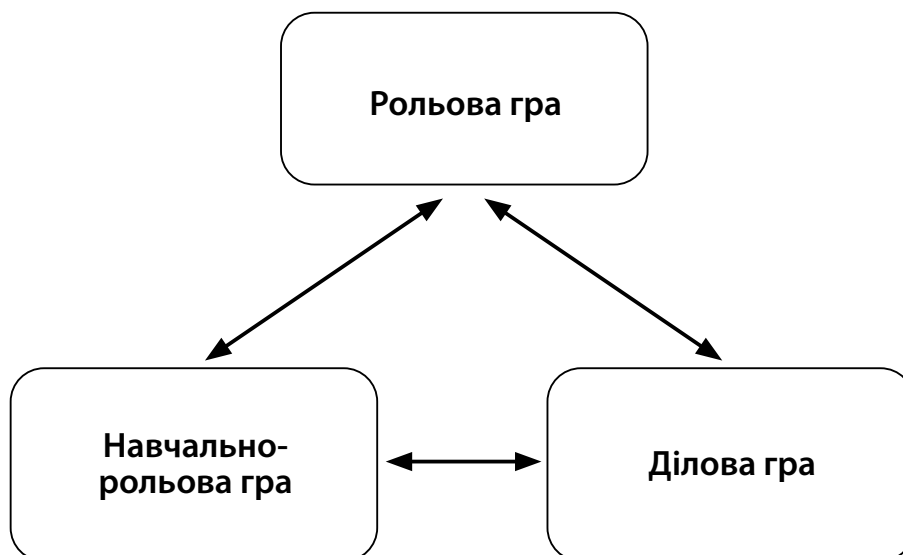 Рольова гра
Навчально-
рольова гра
Ділова гра